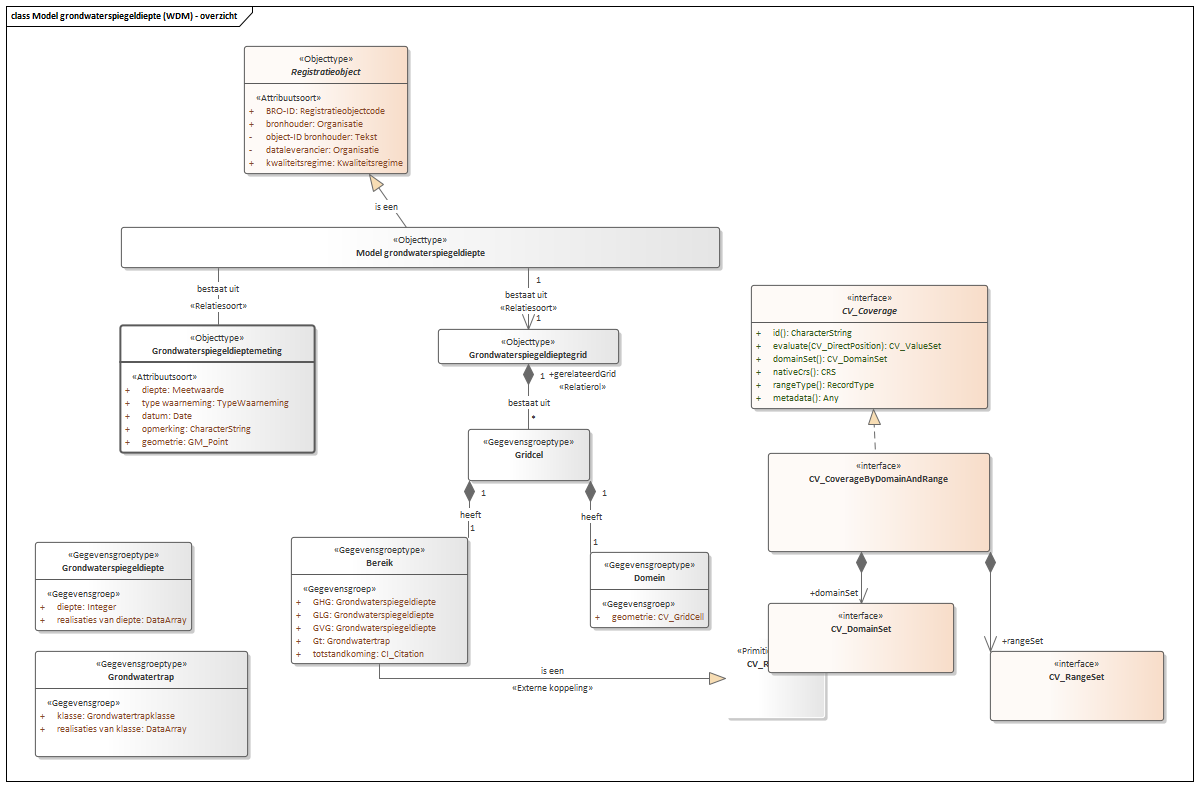 class Model grondwaterspiegeldiepte (WDM) - overzicht
«Objecttype»
Registratieobject
«Attribuutsoort»
+ BRO-ID: Registratieobjectcode
+ bronhouder: Organisatie
- object-ID bronhouder: Tekst
- dataleverancier: Organisatie
+ kwaliteitsregime: Kwaliteitsregime
is een
«Objecttype»
Model grondwaterspiegeldiepte
bestaat uit
«Relatiesoort»
1
bestaat uit
«Relatiesoort»
1
«Objecttype»
Grondwaterspiegeldieptemeting
«Attribuutsoort»
+ diepte: Meetwaarde
+ type waarneming: TypeWaarneming
+ datum: Date
+ opmerking: CharacterString
+ geometrie: GM_Point
«Objecttype»
Grondwaterspiegeldieptegrid
1 +gerelateerdGrid
«Relatierol»
bestaat uit
*
«Gegevensgroeptype»
Gridcel
1
heeft
1
1
heeft
1
«interface»
CV_Coverage
+ id(): CharacterString
+ evaluate(CV_DirectPosition): CV_ValueSet
+ domainSet(): CV_DomainSet
+ nativeCrs(): CRS
+ rangeType(): RecordType
+ metadata(): Any
«interface»
CV_CoverageByDomainAndRange
+domainSet
+rangeSet
«Gegevensgroeptype»
Grondwaterspiegeldiepte
«Gegevensgroep»
+ diepte: Integer
+ realisaties van diepte: DataArray
«Gegevensgroeptype»
Bereik
«Gegevensgroep»
+ GHG: Grondwaterspiegeldiepte
+ GLG: Grondwaterspiegeldiepte
+ GVG: Grondwaterspiegeldiepte
+ Gt: Grondwatertrap
+ totstandkoming: CI_Citation
«Gegevensgroeptype»
Domein
«Gegevensgroep»
+ geometrie: CV_GridCell
«interface»
CV_DomainSet
«Primiti
CV_R
«interface»
CV_RangeSet
is een
«Externe koppeling»
«Gegevensgroeptype»
Grondwatertrap
«Gegevensgroep»
+ klasse: Grondwatertrapklasse
+ realisaties van klasse: DataArray